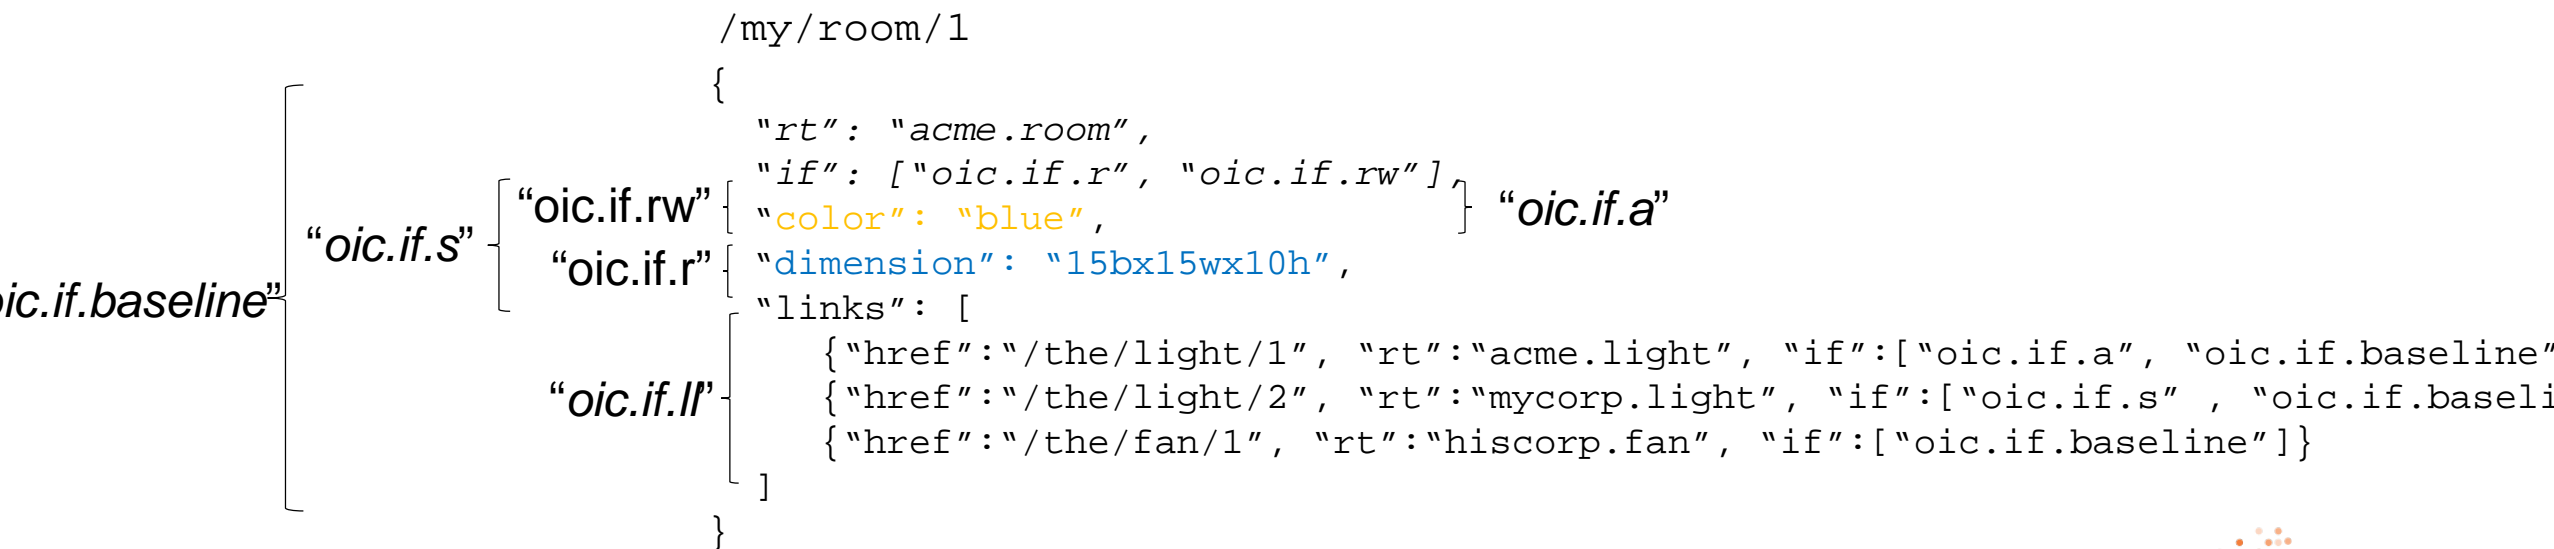 /my/room/1
{
“rt”: “acme.room”,
“if”: [“oic.if.r”, “oic.if.rw”],
“oic.if.rw” “color”: “blue”, “oic.if.a”
“oic.if.s”
“oic.if.r” “dimension”: “15bx15wx10h”,
oic.if.baseline” “links”: [
{“href”:“/the/light/1”, “rt”:“acme.light”, “if”:[“oic.if.a”, “oic.if.baseline”
“oic.if.ll” {“href”:“/the/light/2”, “rt”:“mycorp.light”, “if”:[“oic.if.s” , “oic.if.baseli
{“href”:“/the/fan/1”, “rt”:“hiscorp.fan”, “if”:[“oic.if.baseline”]}
]
}